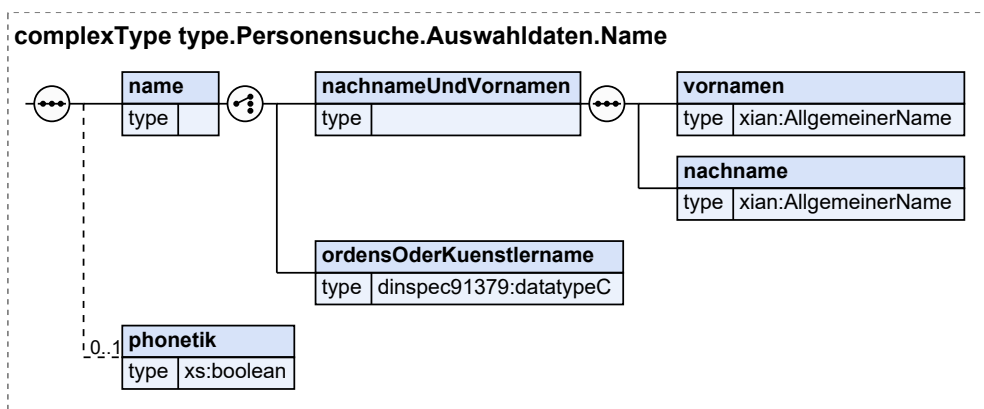 complexType type.Personensuche.Auswahldaten.Name
name
type
nachnameUndVornamen
type
vornamen
type xian:AllgemeinerName
nachname
type xian:AllgemeinerName
ordensOderKuenstlername
type dinspec91379:datatypeC
0..1
phonetik
type xs:boolean